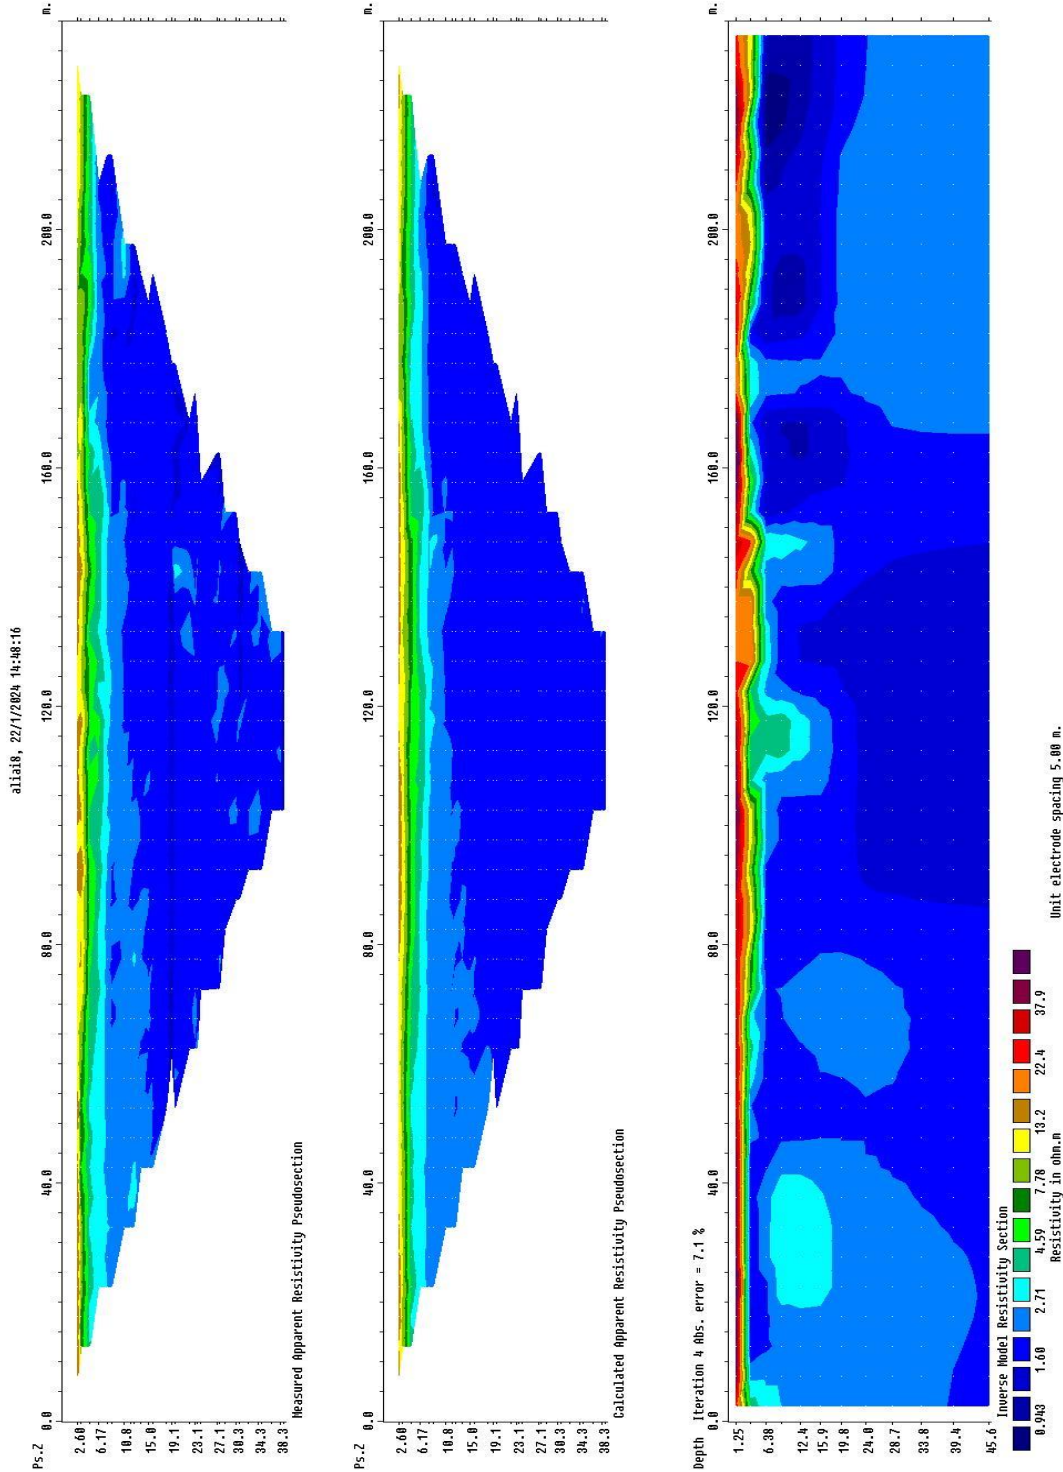 alial8, 22/1/2024 14:48:16
Ps.Z 0.0 40.0 80.0 120.0 160.0 200.0 m.
2.60
6.17
10.8
15.0
19.1
23.1
27.1
30.3
34.3
38.3
Measured Apparent Resistivity Pseudosection
Ps.Z 0.0 40.0 80.0 120.0 160.0 200.0 m.
2.60
6.17
10.8
15.0
19.1
23.1
27.1
30.3
34.3
38.3
Calculated Apparent Resistivity Pseudosection
Depth Iteration 4 Abs. error = 7.1 %
0.0 40.0 80.0 120.0 160.0 200.0 m.
1.25
6.38
12.4
15.9
19.8
24.0
28.7
33.8
39.4
45.6
Inverse Model Resistivity Section
0.943 1.60 2.71 4.59 7.78 13.2 22.4 37.9
Resistivity in ohm.m
Unit electrode spacing 5.00 m.